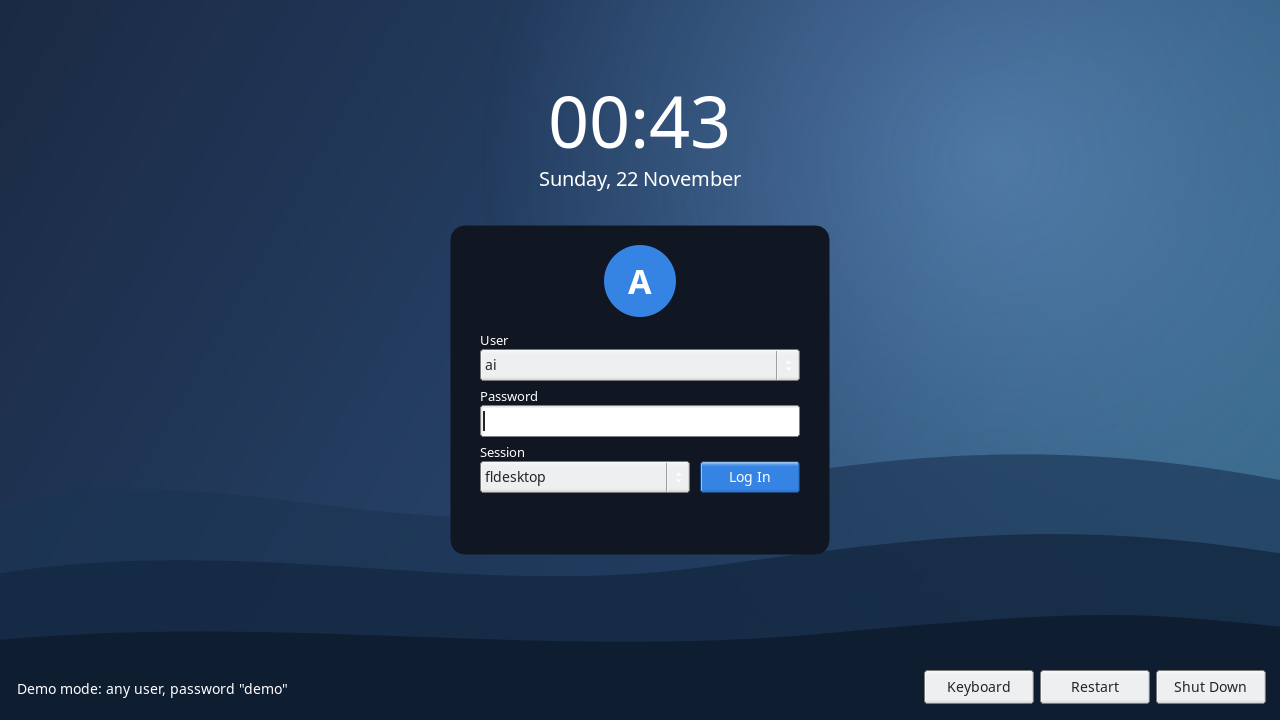 00:43
Sunday, 22 November
A
User
ai
Password
Session
fldesktop
Log In
Demo mode: any user, password "demo"
Keyboard
Restart
Shut Down